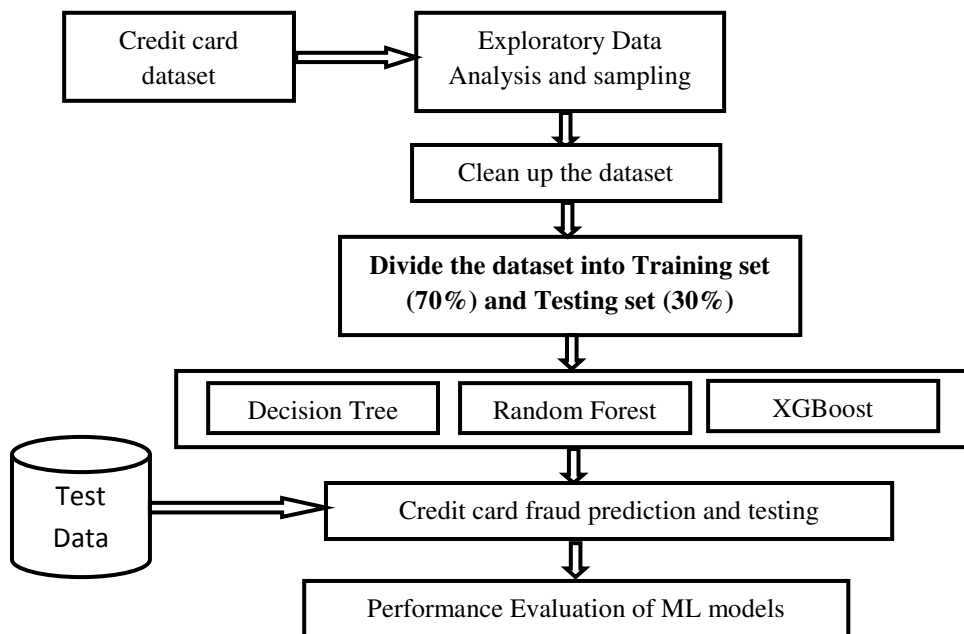 Credit card
dataset
Exploratory Data
Analysis and sampling
Clean up the dataset
Divide the dataset into Training set
(70%) and Testing set (30%)
Decision Tree
Random Forest
XGBoost
Test
Data
Credit card fraud prediction and testing
Performance Evaluation of ML models